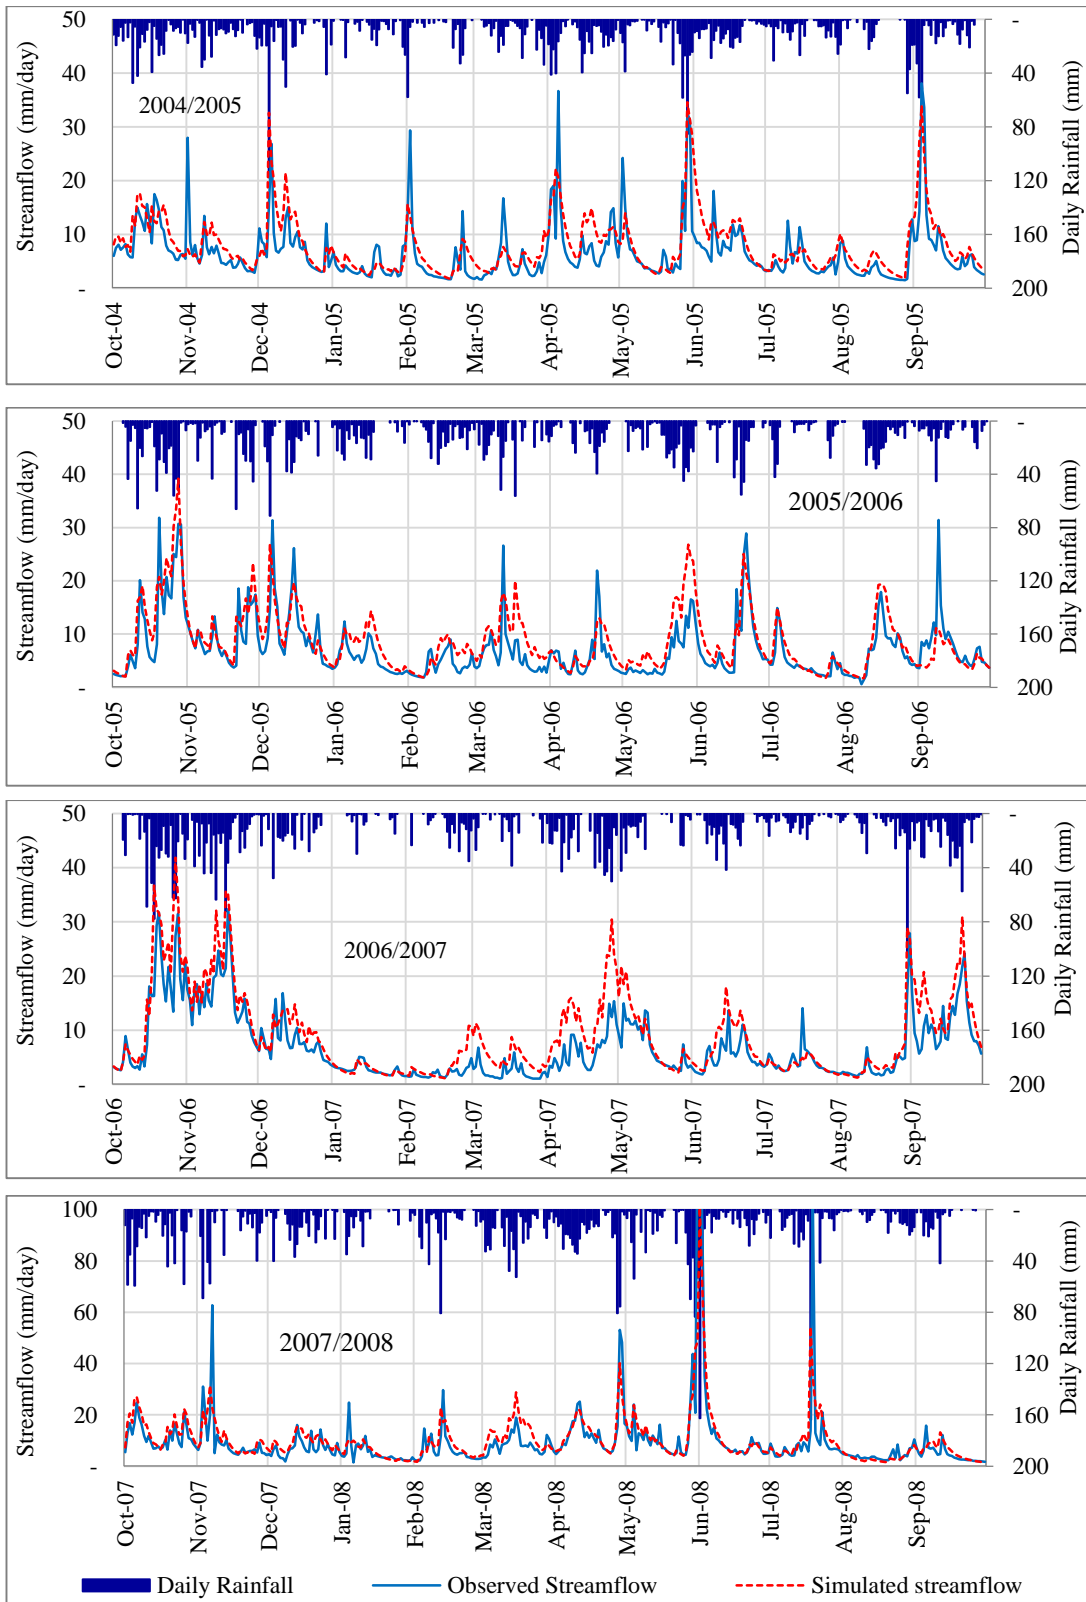 50
40
30
20
10
-
Streamflow (mm/day)
2004/2005
-
40
80
120
160
200
Daily Rainfall (mm)
Oct-04
Nov-04
Dec-04
Jan-05
Feb-05
Mar-05
Apr-05
May-05
Jun-05
Jul-05
Aug-05
Sep-05
50
40
30
20
10
-
Streamflow (mm/day)
2005/2006
-
40
80
120
160
200
Daily Rainfall (mm)
Oct-05
Nov-05
Dec-05
Jan-06
Feb-06
Mar-06
Apr-06
May-06
Jun-06
Jul-06
Aug-06
Sep-06
50
40
30
20
10
-
Streamflow (mm/day)
2006/2007
-
40
80
120
160
200
Daily Rainfall (mm)
Oct-06
Nov-06
Dec-06
Jan-07
Feb-07
Mar-07
Apr-07
May-07
Jun-07
Jul-07
Aug-07
Sep-07
100
80
60
40
20
-
Streamflow (mm/day)
2007/2008
-
40
80
120
160
200
Daily Rainfall (mm)
Oct-07
Nov-07
Dec-07
Jan-08
Feb-08
Mar-08
Apr-08
May-08
Jun-08
Jul-08
Aug-08
Sep-08
Daily Rainfall
Observed Streamflow
Simulated streamflow